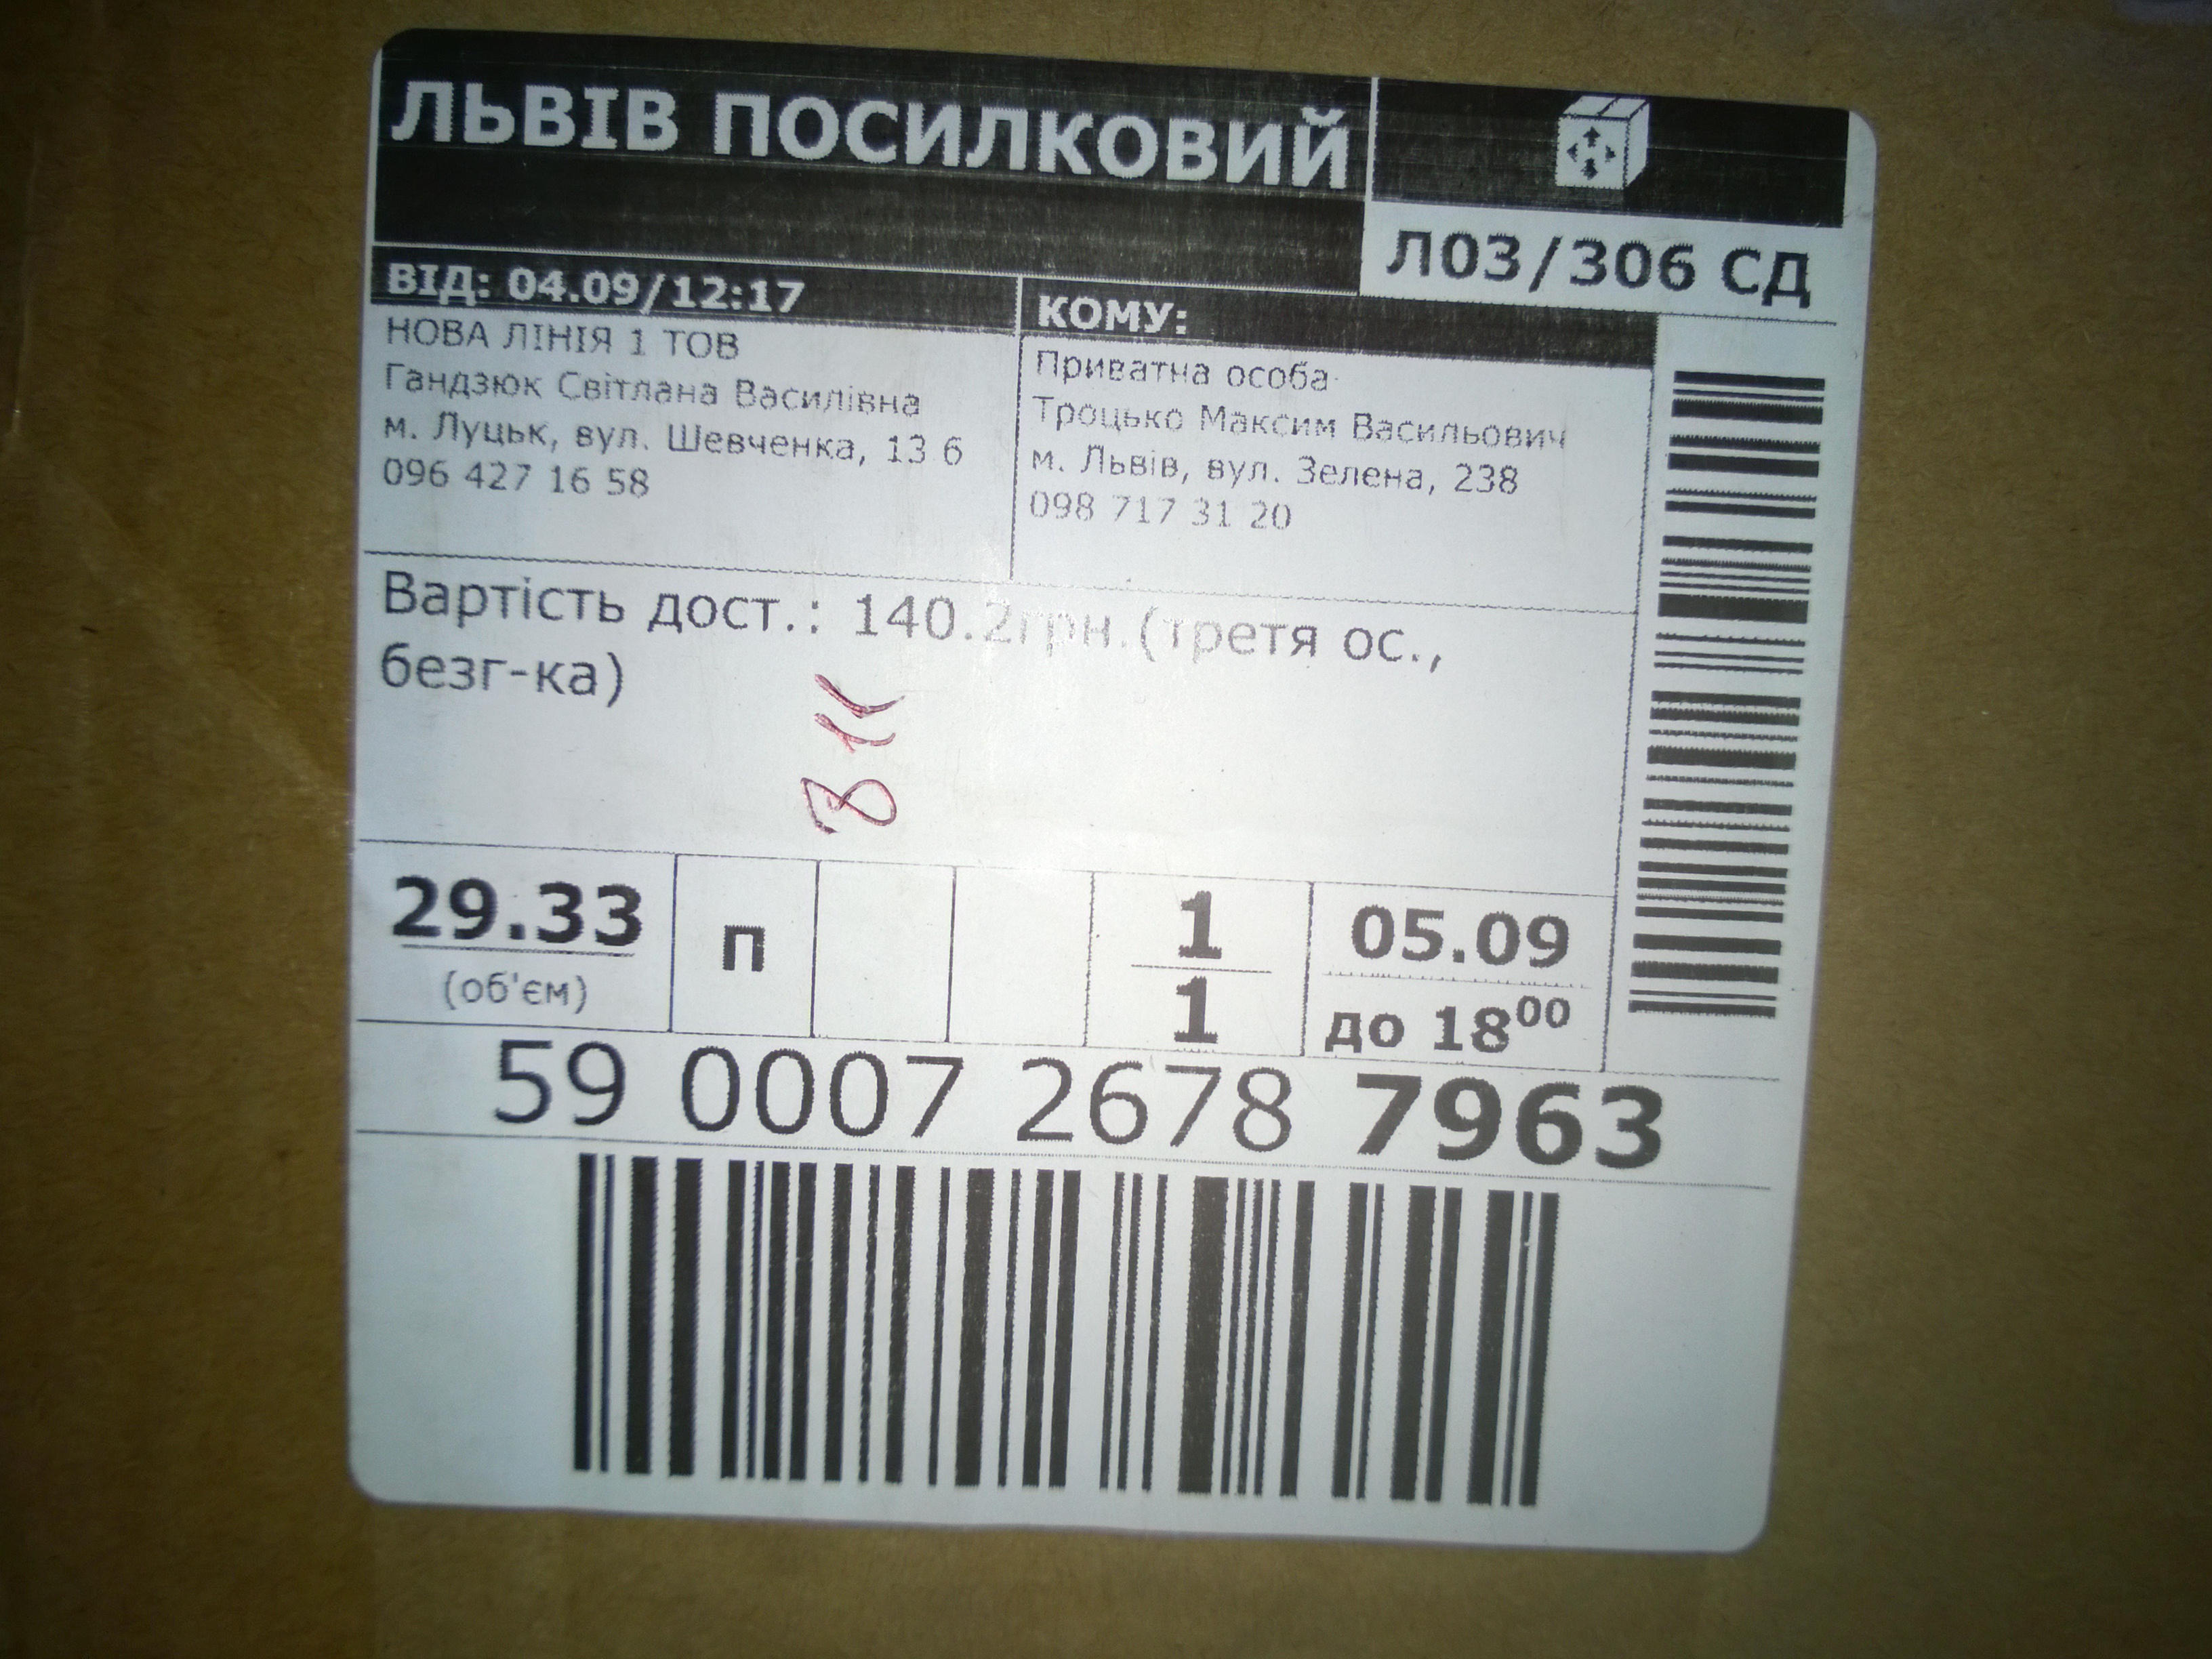 ЛЬВІВ ПОСИЛКОВИЙ
Л03/306 СД
ВІД: 04.09/12:17
НОВА ЛІНІЯ 1 ТОВ
Гандзюк Світлана Василівна
м. Луцьк, вул. Шевченка, 13 б
096 427 16 58
КОМУ:
Приватна особа
Троцько Максим Васильович
м. Львів, вул. Зелена, 238
098 717 31 20
Вартість дост.: 140.2грн.(третя ос.,
безг-ка)
29.33
(об'єм)
п
1
1
05.09
до 18⁰⁰
59 0007 2678 7963